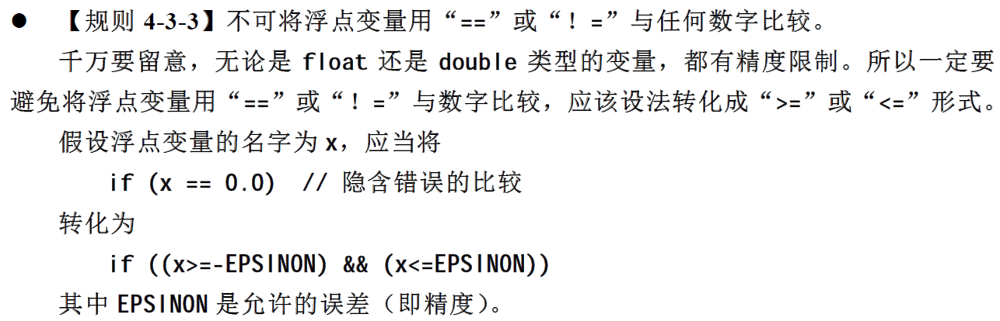 ● 【规则 4-3-3】不可将浮点变量用“==”或“！=”与任何数字比较。
千万要留意，无论是 float 还是 double 类型的变量，都有精度限制。所以一定要
避免将浮点变量用“==”或“！=”与数字比较，应该设法转化成“>=”或“<=”形式。
假设浮点变量的名字为 x，应当将
if (x == 0.0) // 隐含错误的比较
转化为
if ((x>=-EPSINON) && (x<=EPSINON))
其中 EPSINON 是允许的误差（即精度）。